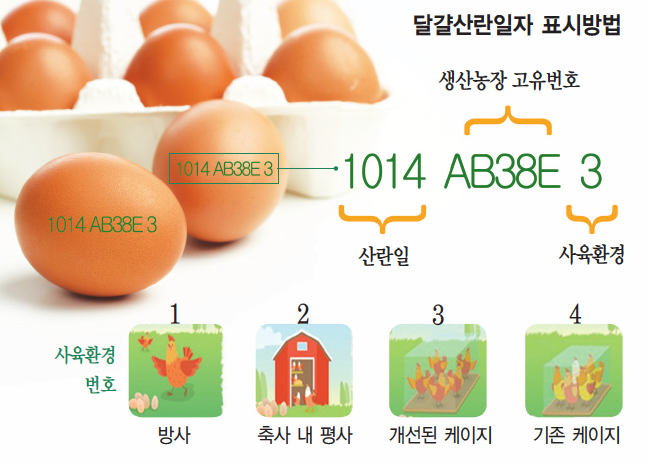 달걀산란일자 표시방법
생산농장 고유번호
1014 AB38E 3
1014 AB38E 3
1014 AB38E 3
산란일
사육환경
사육환경
번호
1
2
3
4
방사
축사 내 평사
개선된 케이지
기존 케이지